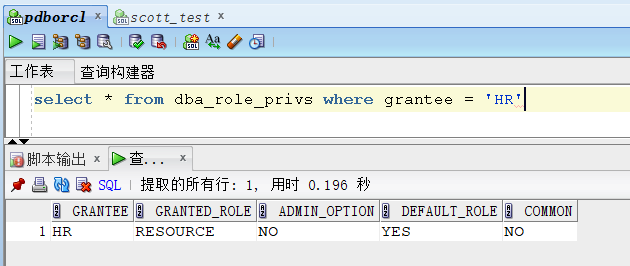 pdborcl x scott_test x
SQL Aa
工作表 查询构建器
select * from dba_role_privs where grantee = 'HR'
脚本输出 x 查... x
SQL 提取的所有行: 1, 用时 0.196 秒
GRANTEE GRANTED_ROLE ADMIN_OPTION DEFAULT_ROLE COMMON
1 HR RESOURCE NO YES NO